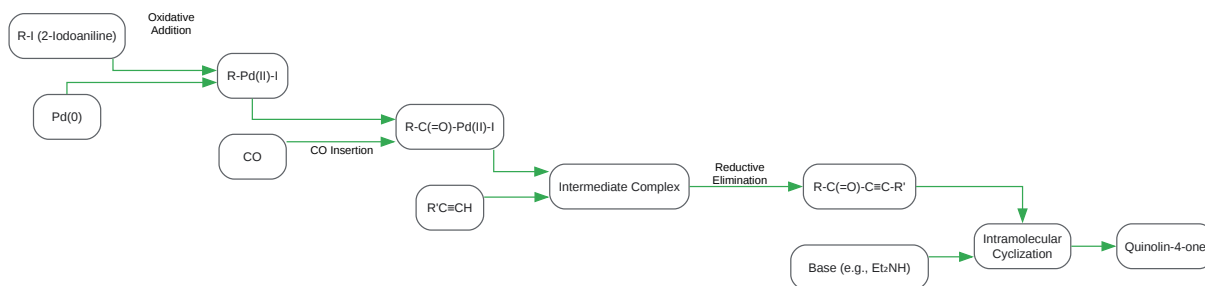 Oxidative
Addition
R-I (2-Iodoaniline)
R-Pd(II)-I
Pd(0)
R-C(=O)-Pd(II)-I
CO
CO Insertion
Reductive
Elimination
Intermediate Complex
R-C(=O)-C≡C-R'
R'C≡CH
Intramolecular
Cyclization
Quinolin-4-one
Base (e.g., Et₂NH)